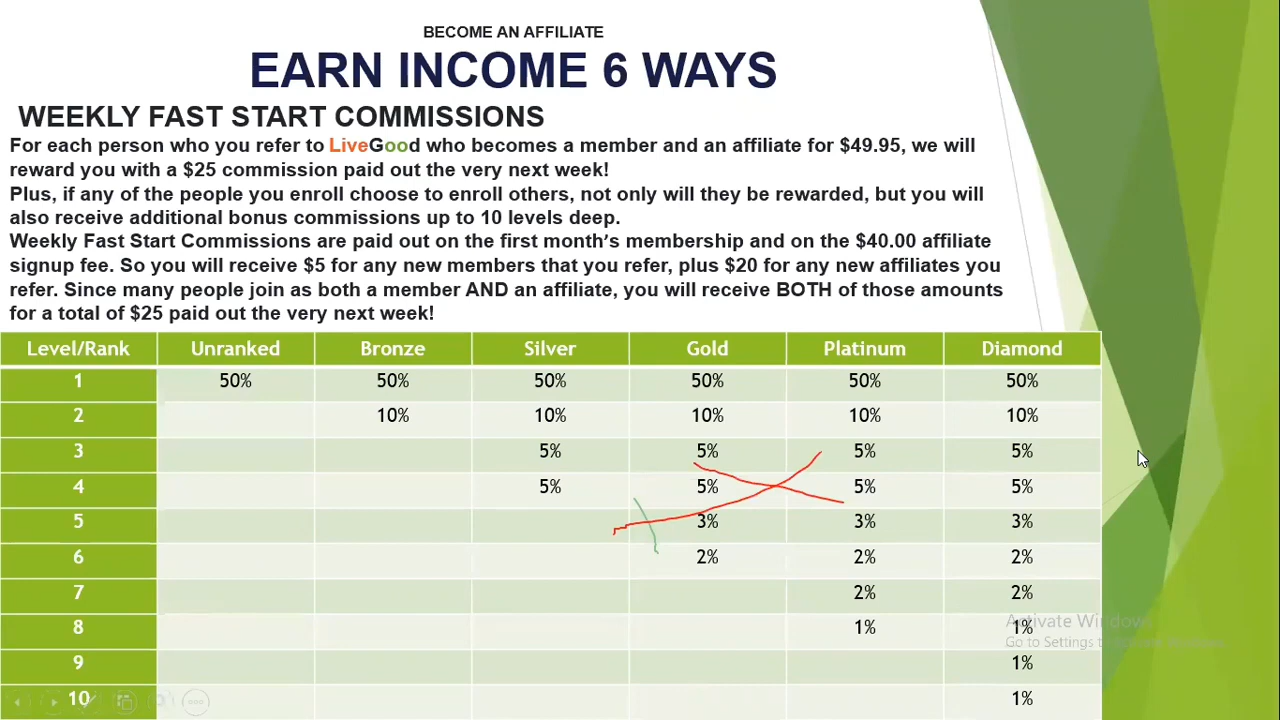 BECOME AN AFFILIATE
EARN INCOME 6 WAYS
WEEKLY FAST START COMMISSIONS
For each person who you refer to LiveGood who becomes a member and an affiliate for $49.95, we will
reward you with a $25 commission paid out the very next week!
Plus, if any of the people you enroll choose to enroll others, not only will they be rewarded, but you will
also receive additional bonus commissions up to 10 levels deep.
Weekly Fast Start Commissions are paid out on the first month's membership and on the $40.00 affiliate
signup fee. So you will receive $5 for any new members that you refer, plus $20 for any new affiliates you
refer. Since many people join as both a member AND an affiliate, you will receive BOTH of those amounts
for a total of $25 paid out the very next week!
Level/Rank Unranked Bronze Silver Gold Platinum Diamond
1 50% 50% 50% 50% 50% 50%
2 10% 10% 10% 10% 10%
3 5% 5% 5% 5%
4 5% 5% 5% 5%
5 3% 3% 3%
6 2% 2% 2%
7 2% 2%
8 1% 1%
Activate Windows
Go to Settings to
9 1%
10 1%